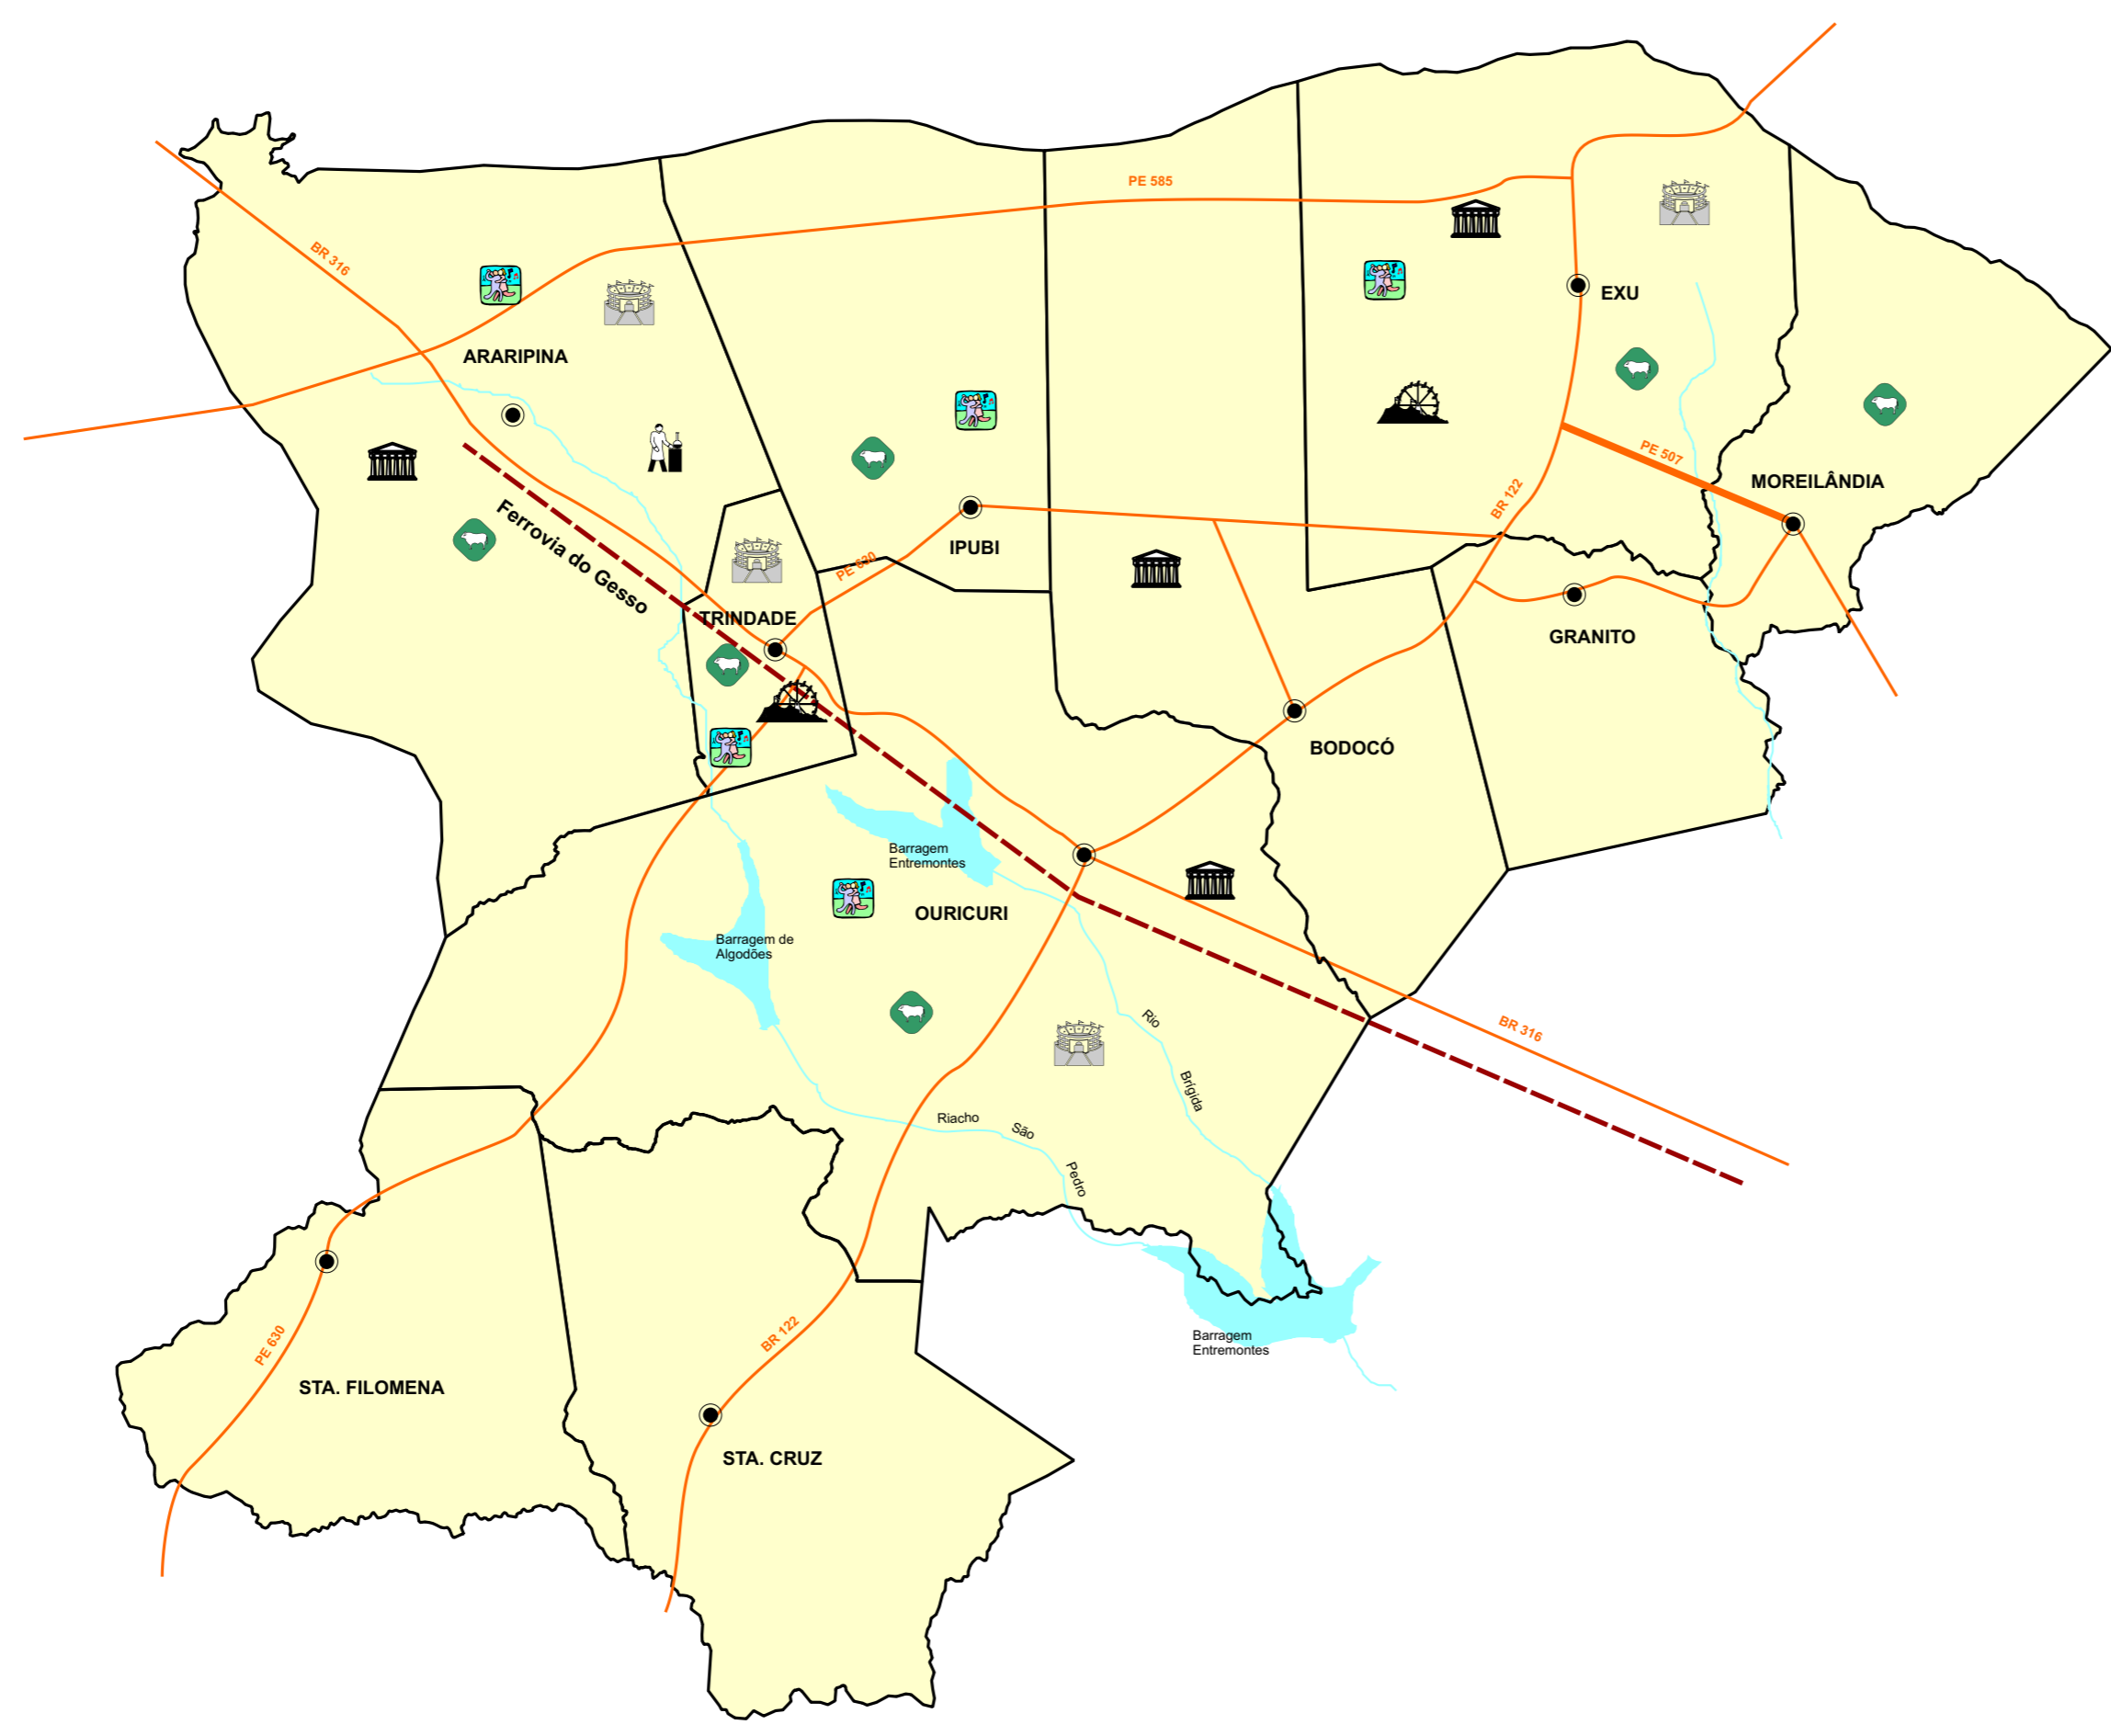 PE 585
BR 316
EXU
ARARIPINA
PE 507
MOREILÂNDIA
BR 122
Ferrovia do Gesso
IPUBI
PE 630
TRINDADE
GRANITO
BODOCÓ
Barragem
Entremontes
OURICURI
Barragem de
Algodões
Rio
Brígida
BR 316
Riacho
São
Pedro
Barragem
Entremontes
PE 630
BR 122
STA. FILOMENA
STA. CRUZ